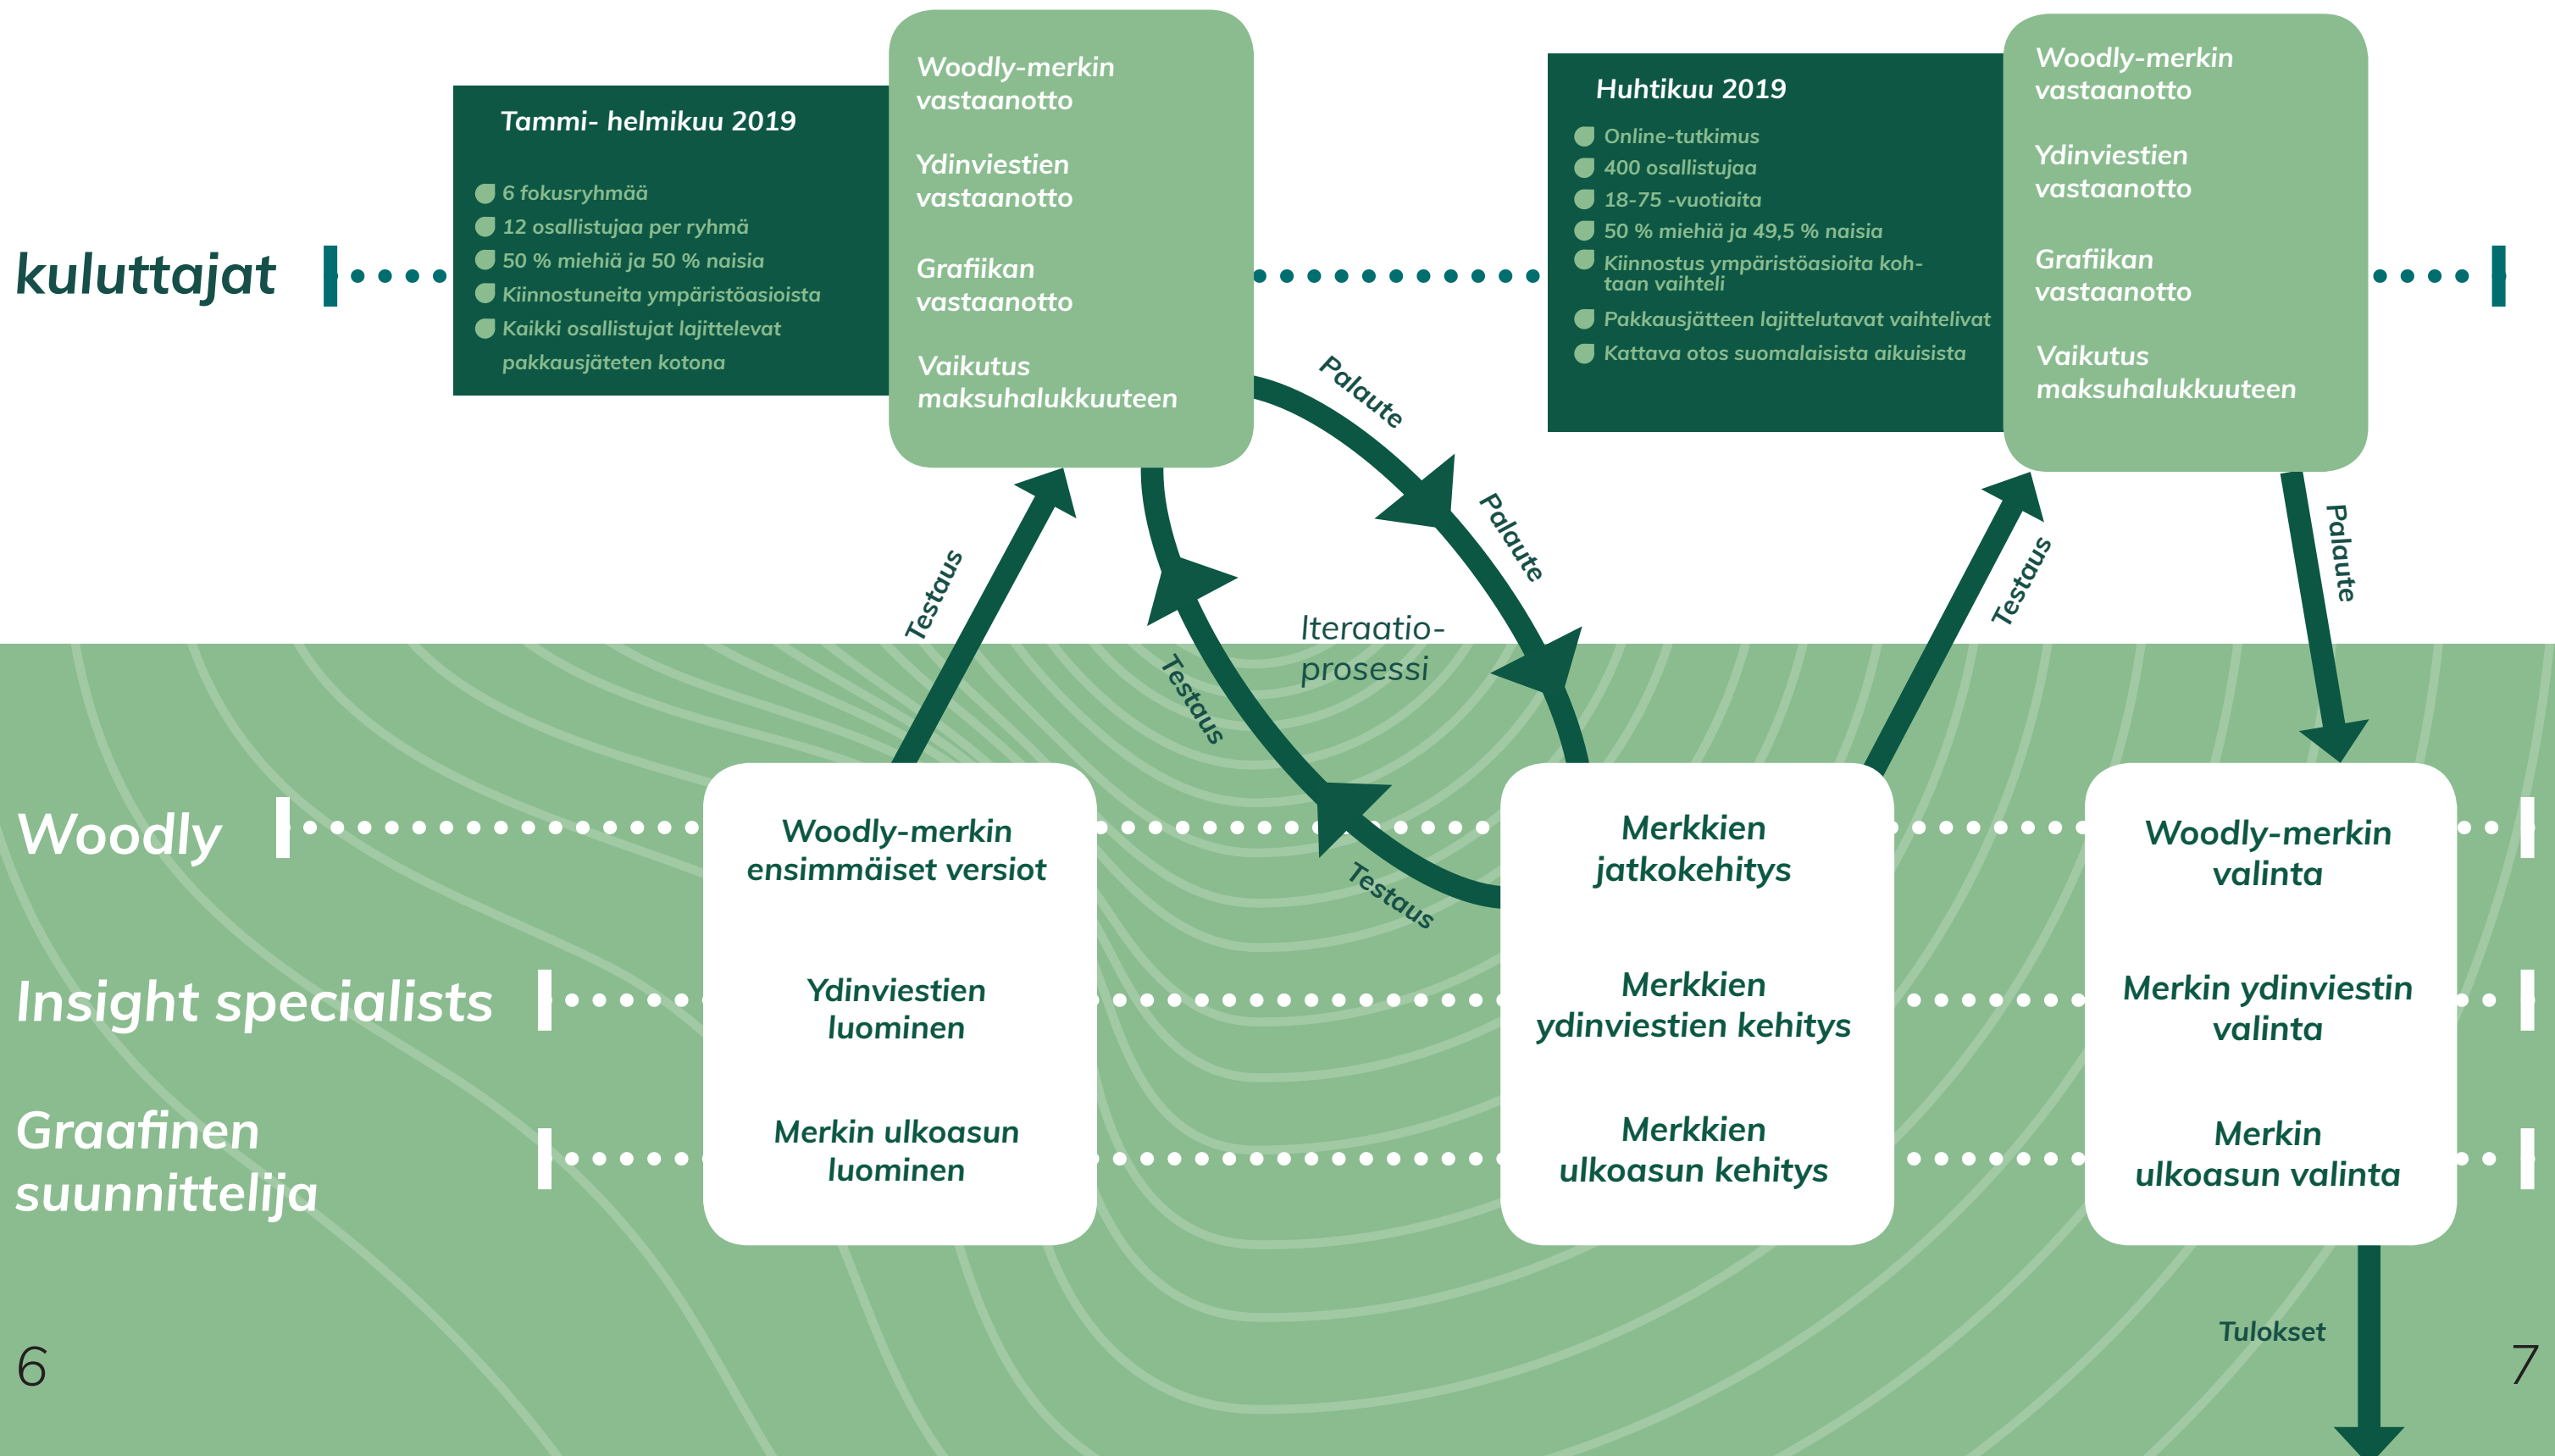 kuluttajat
Tammi- helmikuu 2019
6 fokusryhmää
12 osallistujaa per ryhmä
50 % miehiä ja 50 % naisia
Kiinnostuneita ympäristöasioista
Kaikki osallistujat lajittelevat
pakkausjäteten kotona
Woodly-merkin
vastaanotto
Ydinviestien
vastaanotto
Grafiikan
vastaanotto
Vaikutus
maksuhalukkuuteen
Huhtikuu 2019
Online-tutkimus
400 osallistujaa
18-75 -vuotiaita
50 % miehiä ja 49,5 % naisia
Kiinnostus ympäristöasioita koh-
taan vaihteli
Pakkausjätteen lajittelutavat vaihtelivat
Kattava otos suomalaisista aikuisista
Woodly-merkin
vastaanotto
Ydinviestien
vastaanotto
Grafiikan
vastaanotto
Vaikutus
maksuhalukkuuteen
Testaus
Palaute
Palaute
Testaus
Testaus
Iteraatio-
prosessi
Testaus
Palaute
Woodly
Insight specialists
Graafinen
suunnittelija
Woodly-merkin
ensimmäiset versiot
Ydinviestien
luominen
Merkin ulkoasun
luominen
Merkkien
jatkokehitys
Merkkien
ydinviestien kehitys
Merkkien
ulkoasun kehitys
Woodly-merkin
valinta
Merkin ydinviestin
valinta
Merkin
ulkoasun valinta
Tulokset
6
7